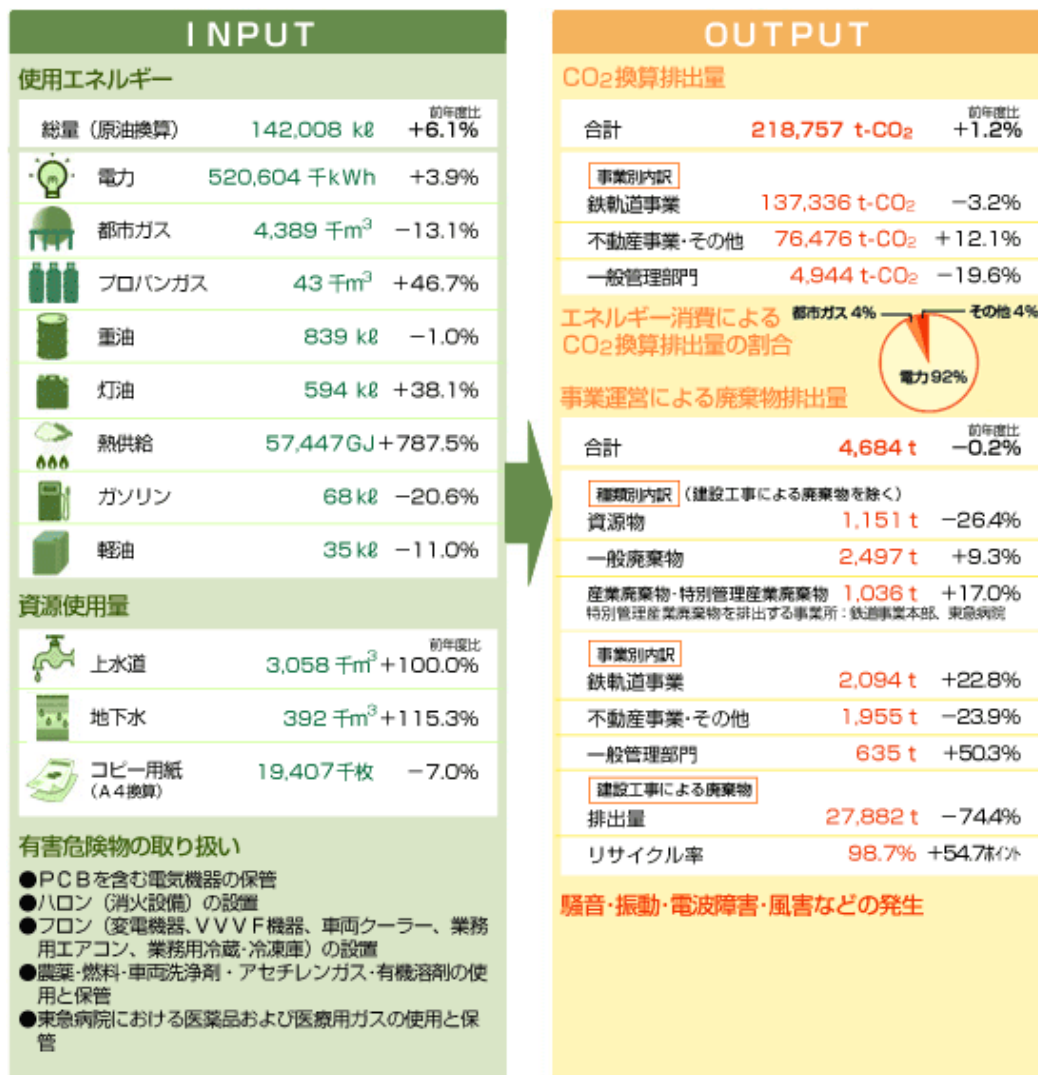 INPUT
使用エネルギー
前年度比
総量（原油換算） 142,008 kℓ +6.1%
電力 520,604 千kWh +3.9%
都市ガス 4,389 千m³ −13.1%
プロパンガス 43 千m³ +46.7%
重油 839 kℓ −1.0%
灯油 594 kℓ +38.1%
熱供給 57,447GJ +787.5%
ガソリン 68 kℓ −20.6%
軽油 35 kℓ −11.0%
資源使用量
前年度比
上水道 3,058 千m³ +100.0%
地下水 392 千m³ +115.3%
コピー用紙 19,407千枚 −7.0%
（A4換算）
有害危険物の取り扱い
●PCBを含む電気機器の保管
●ハロン（消火設備）の設置
●フロン（変電機器、VVVF機器、車両クーラー、業務
用エアコン、業務用冷蔵・冷凍庫）の設置
●農薬・燃料・車両洗浄剤・アセチレンガス・有機溶剤の使
用と保管
●東急病院における医薬品および医療用ガスの使用と保
管
OUTPUT
CO₂換算排出量
前年度比
合計 218,757 t-CO₂ +1.2%
事業別内訳
鉄軌道事業 137,336 t-CO₂ −3.2%
不動産事業・その他 76,476 t-CO₂ +12.1%
一般管理部門 4,944 t-CO₂ −19.6%
エネルギー消費による
CO₂換算排出量の割合
都市ガス 4% その他 4%
電力 92%
事業運営による廃棄物排出量
前年度比
合計 4,684 t −0.2%
種類別内訳（建設工事による廃棄物を除く）
資源物 1,151 t −26.4%
一般廃棄物 2,497 t +9.3%
産業廃棄物・特別管理産業廃棄物 1,036 t +17.0%
特別管理産業廃棄物を排出する事業所：鉄道事業本部、東急病院
事業別内訳
鉄軌道事業 2,094 t +22.8%
不動産事業・その他 1,955 t −23.9%
一般管理部門 635 t +50.3%
建設工事による廃棄物
排出量 27,882 t −74.4%
リサイクル率 98.7% +54.7ポイント
騒音・振動・電波障害・風害などの発生